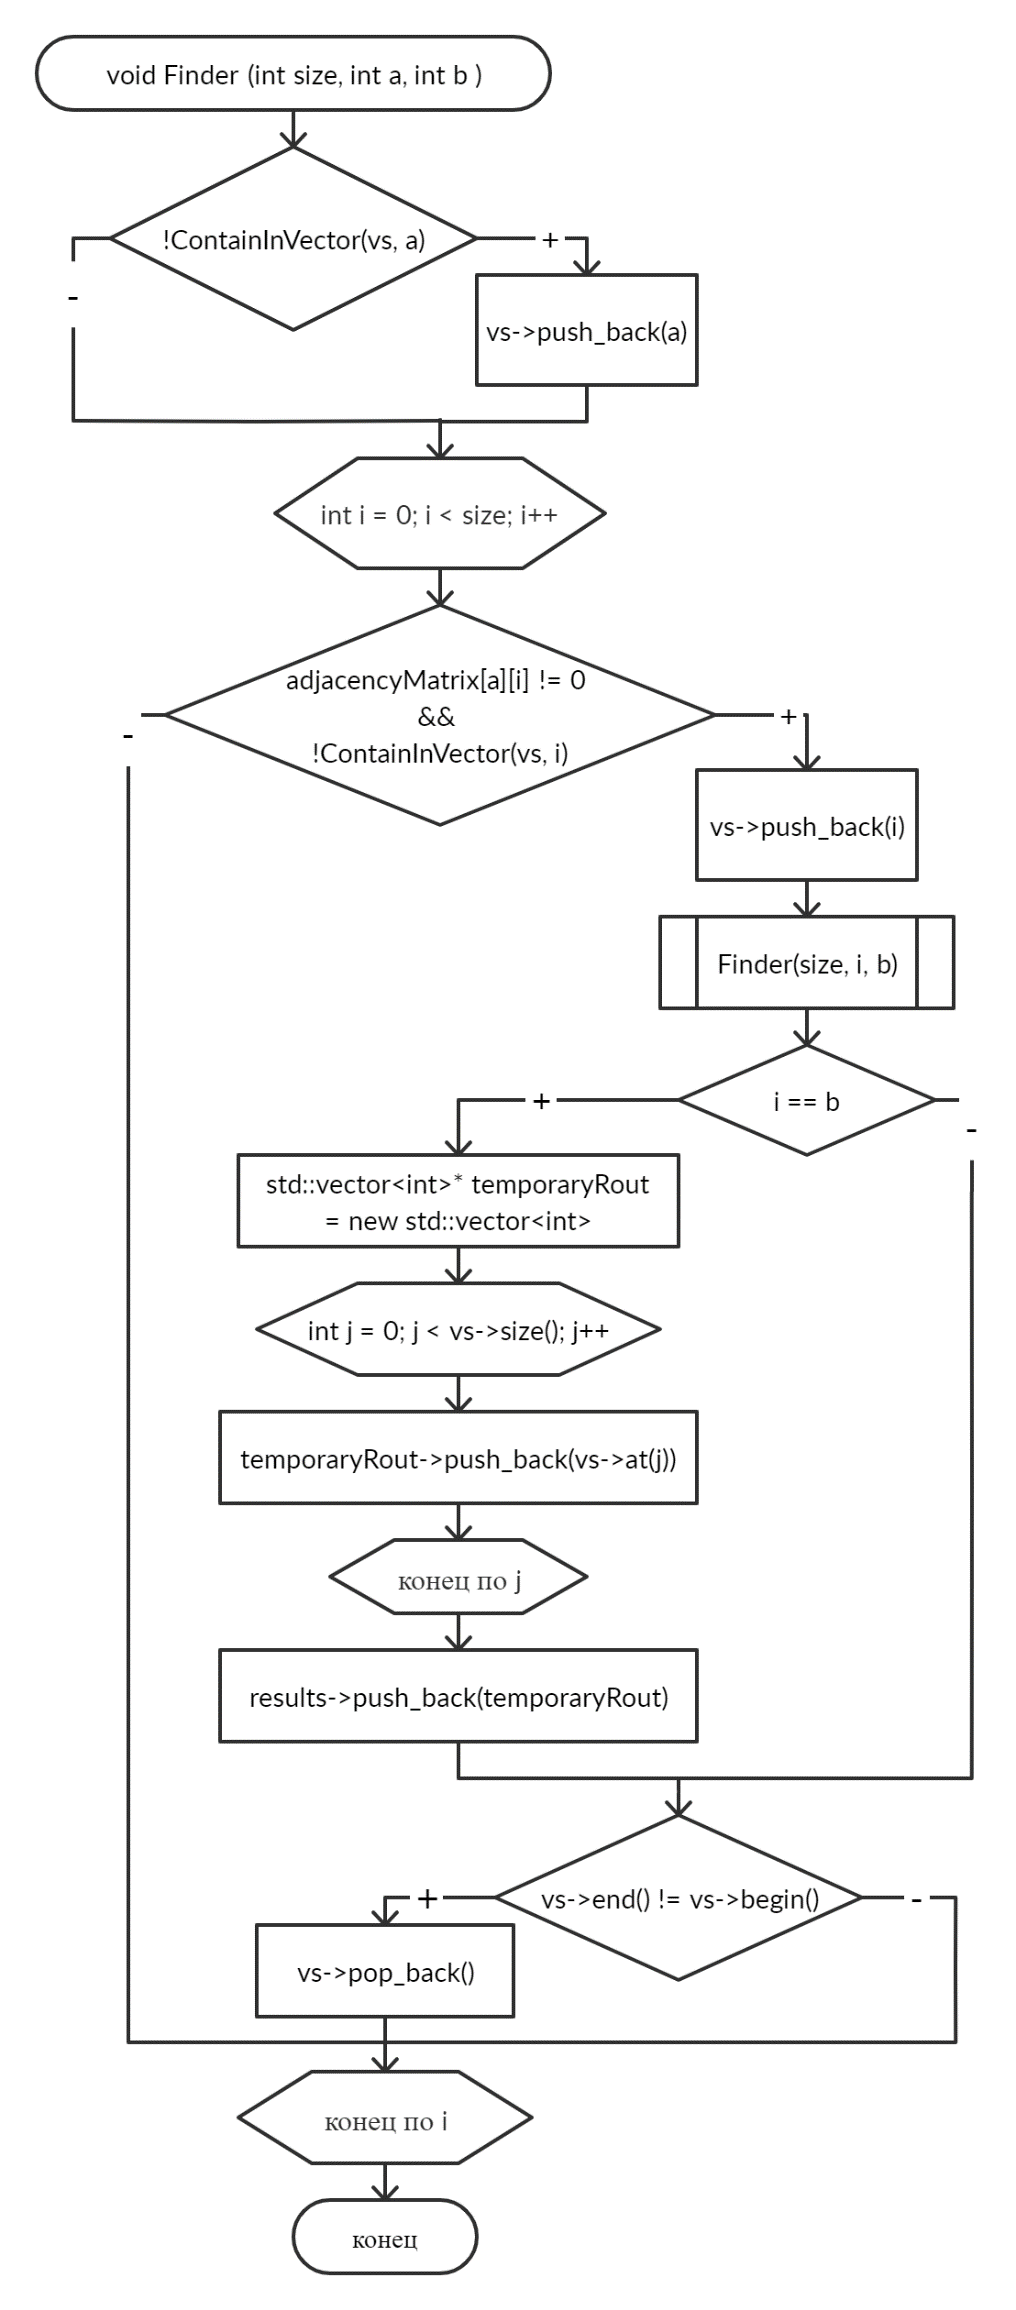 void Finder (int size, int a, int b )
!ContainInVector(vs, a)
+
-
vs->push_back(a)
int i = 0; i < size; i++
adjacencyMatrix[a][i] != 0
&&
!ContainInVector(vs, i)
+
-
vs->push_back(i)
Finder(size, i, b)
i == b
+
-
std::vector<int>* temporaryRout
= new std::vector<int>
int j = 0; j < vs->size(); j++
temporaryRout->push_back(vs->at(j))
конец по j
results->push_back(temporaryRout)
vs->end() != vs->begin()
+
-
vs->pop_back()
конец по i
конец